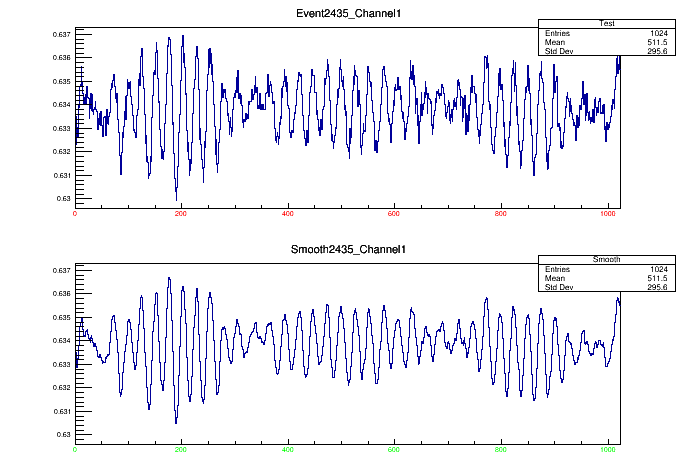 Event2435_Channel1
Test
Entries 1024
Mean 511.5
Std Dev 295.6
0.637
0.636
0.635
0.634
0.633
0.632
0.631
0.63
0 200 400 600 800 1000
Smooth2435_Channel1
Smooth
Entries 1024
Mean 511.5
Std Dev 295.6
0.637
0.636
0.635
0.634
0.633
0.632
0.631
0.63
0 200 400 600 800 1000